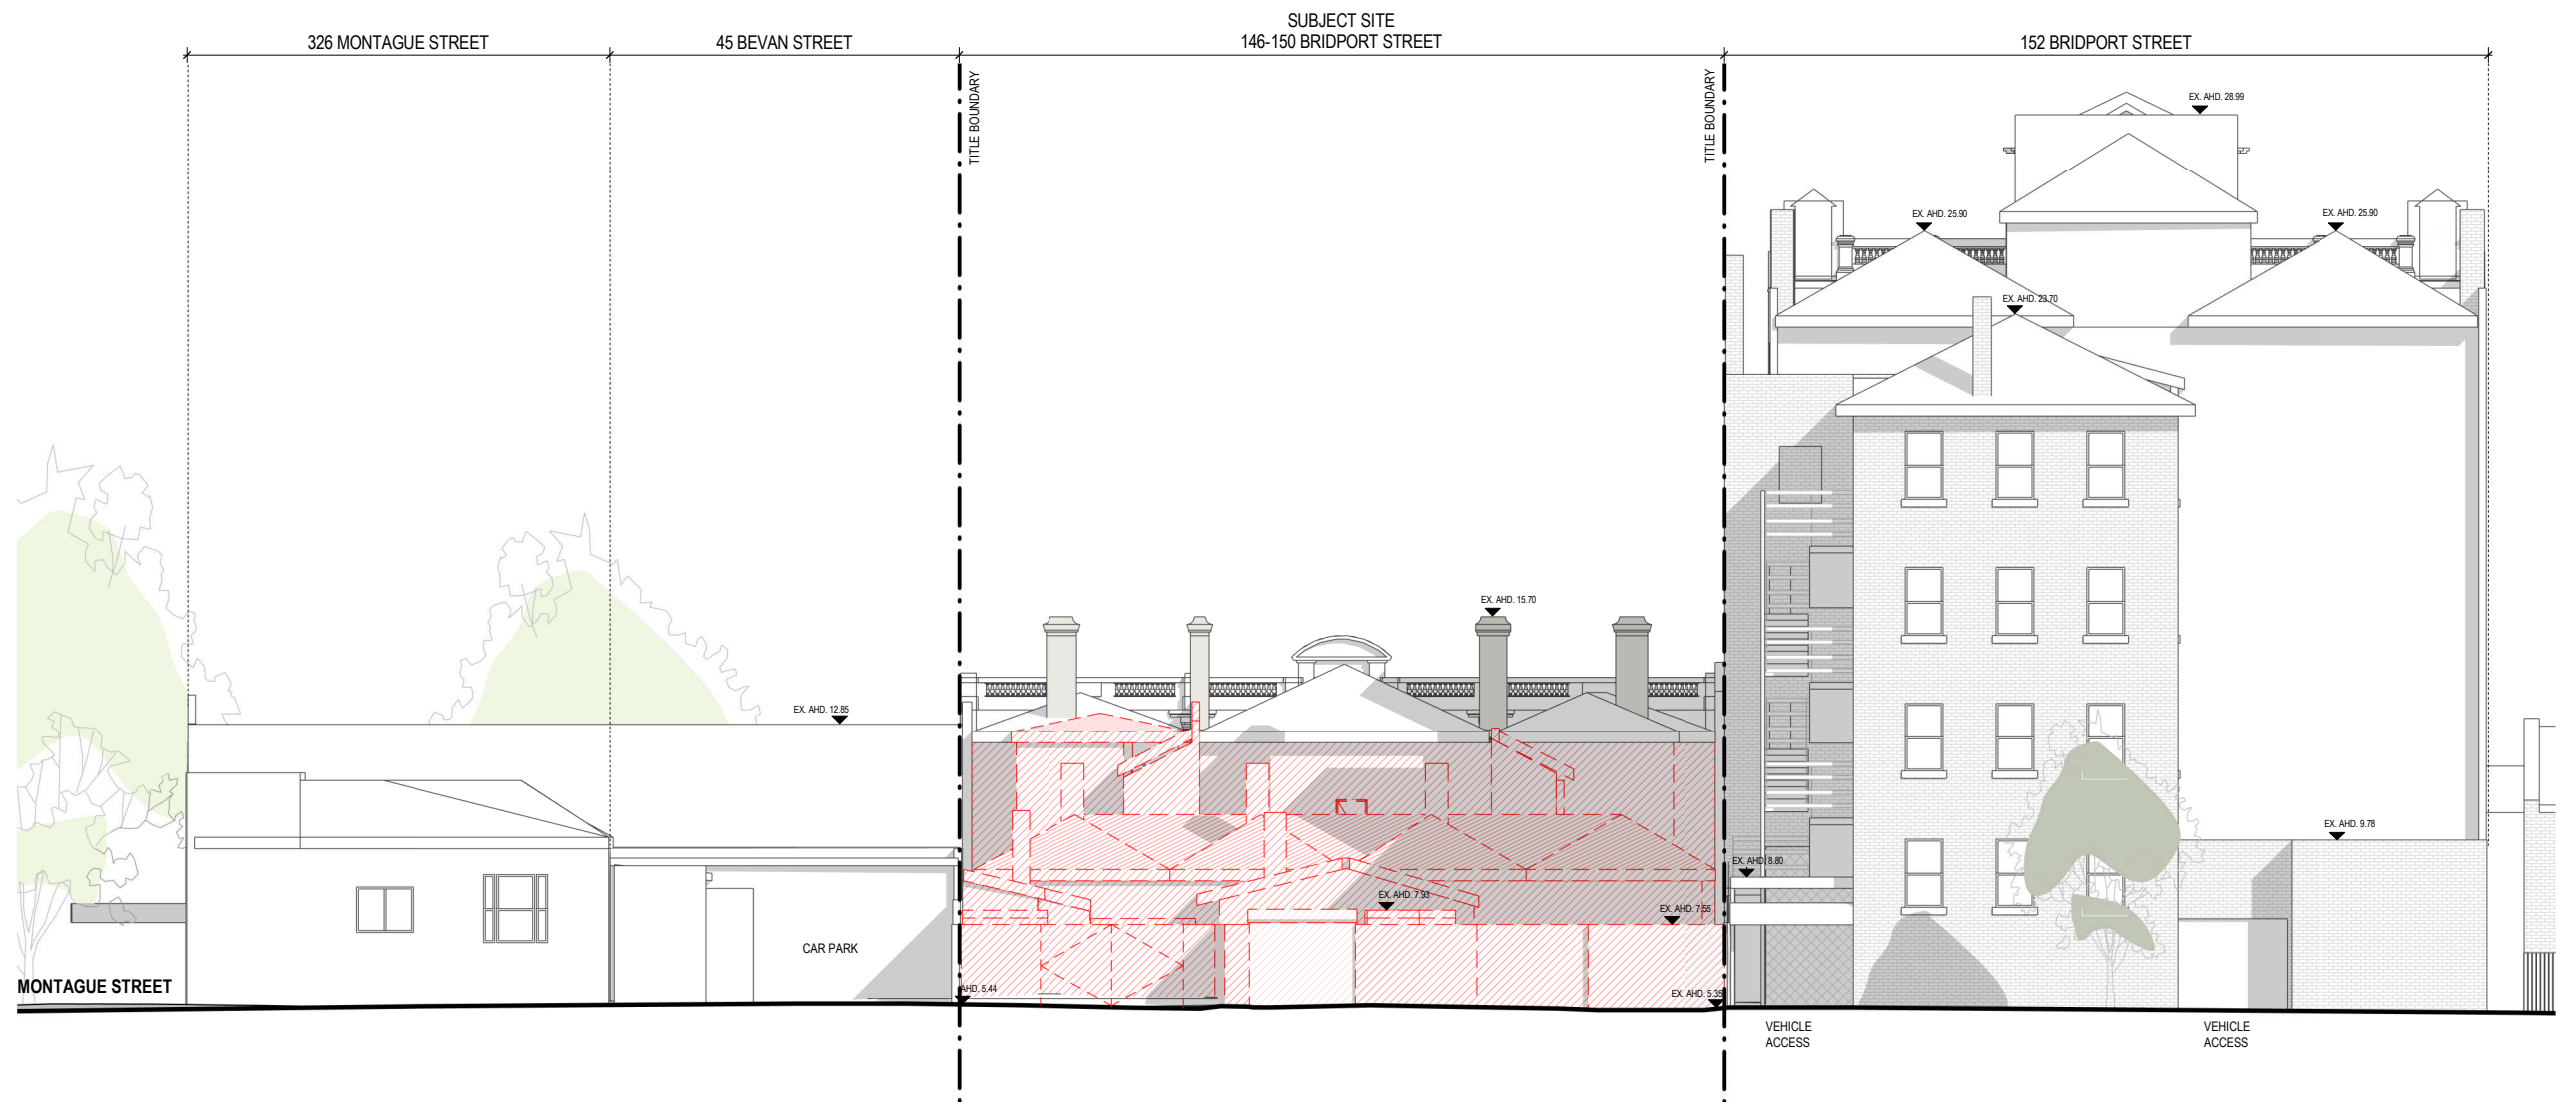 SUBJECT SITE
326 MONTAGUE STREET
45 BEVAN STREET
146-150 BRIDPORT STREET
152 BRIDPORT STREET
TITLE BOUNDARY
TITLE BOUNDARY
EX. AHD. 28.99
EX. AHD. 25.90
EX. AHD. 25.90
EX. AHD. 23.70
EX. AHD. 15.70
EX. AHD. 12.85
EX. AHD. 9.78
EX. AHD. 8.80
EX. AHD. 7.93
EX. AHD. 7.55
CAR PARK
MONTAGUE STREET
AHD. 5.44
EX. AHD. 5.35
VEHICLE
ACCESS
VEHICLE
ACCESS